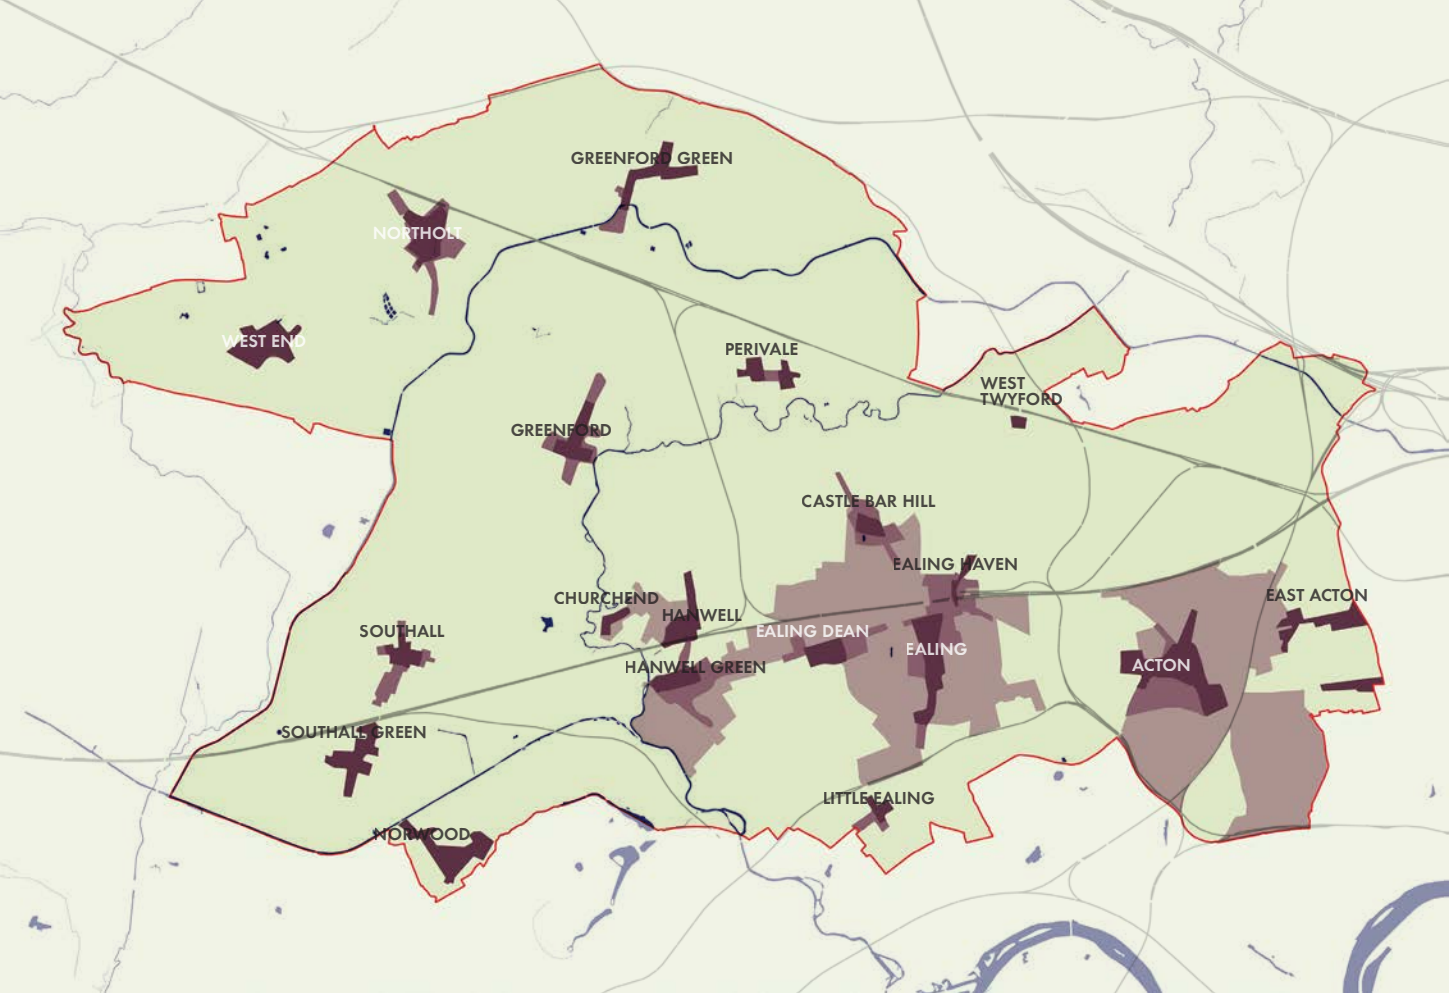 GREENFORD GREEN
NORTHOLT
WEST END
PERIVALE
WEST
TWYFORD
GREENFORD
CASTLE BAR HILL
EALING HAVEN
CHURCHEND
EAST ACTON
HANWELL
SOUTHALL
EALING DEAN
EALING
HANWELL GREEN
ACTON
SOUTHALL GREEN
LITTLE EALING
NORWOOD